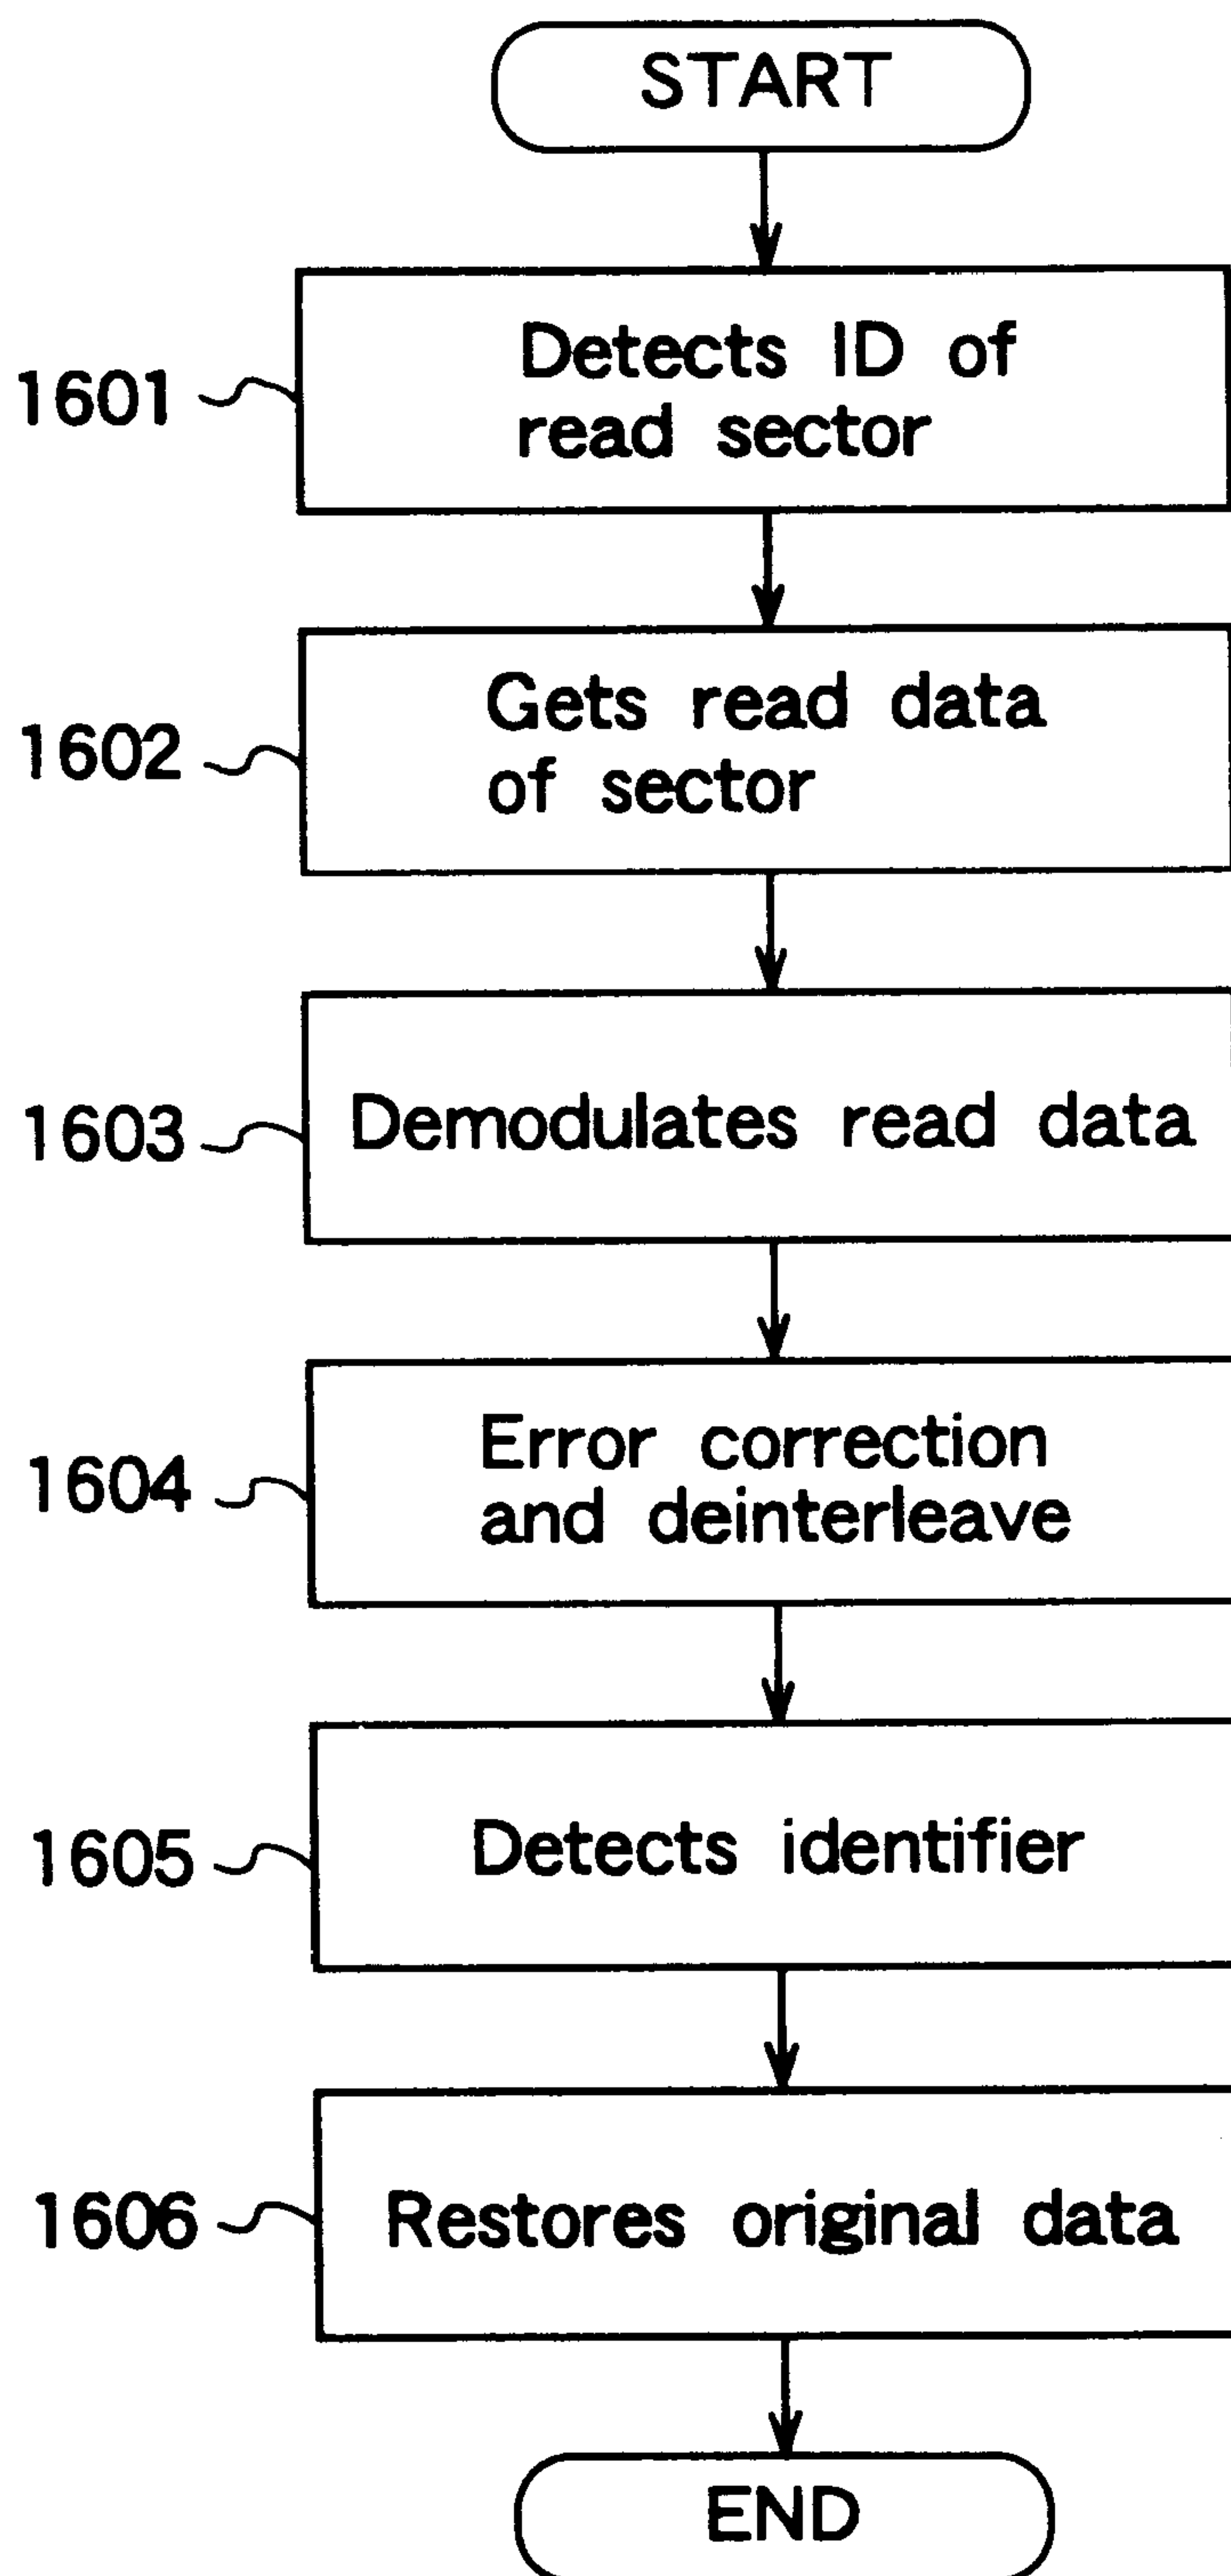 START
1601
Detects ID of
read sector
1602
Gets read data
of sector
1603
Demodulates read data
1604
Error correction
and deinterleave
1605
Detects identifier
1606
Restores original data
END